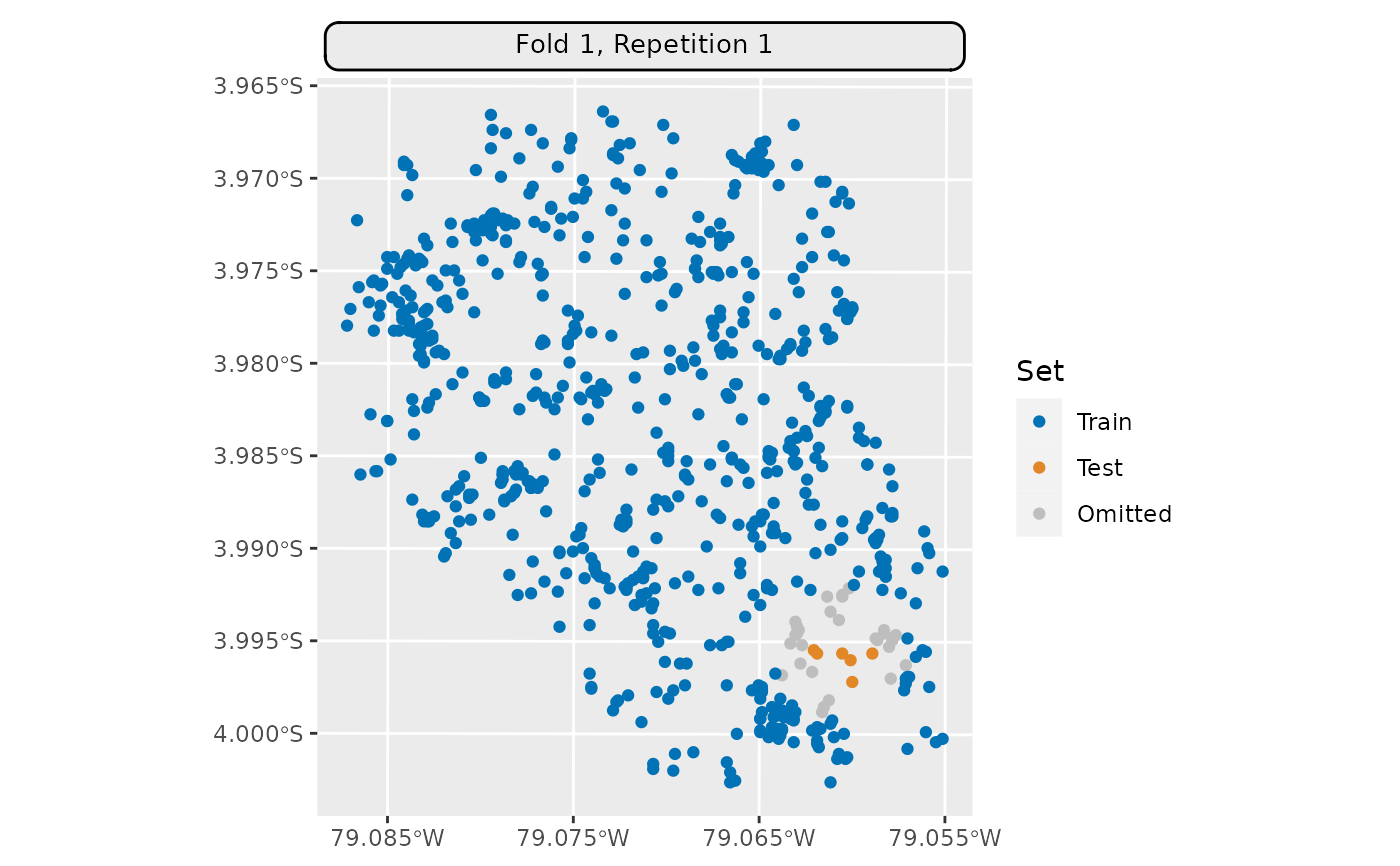 Fold 1, Repetition 1
3.965°S
3.970°S
3.975°S
3.980°S
3.985°S
3.990°S
3.995°S
4.000°S
79.085°W 79.075°W 79.065°W 79.055°W
Set
Train
Test
Omitted